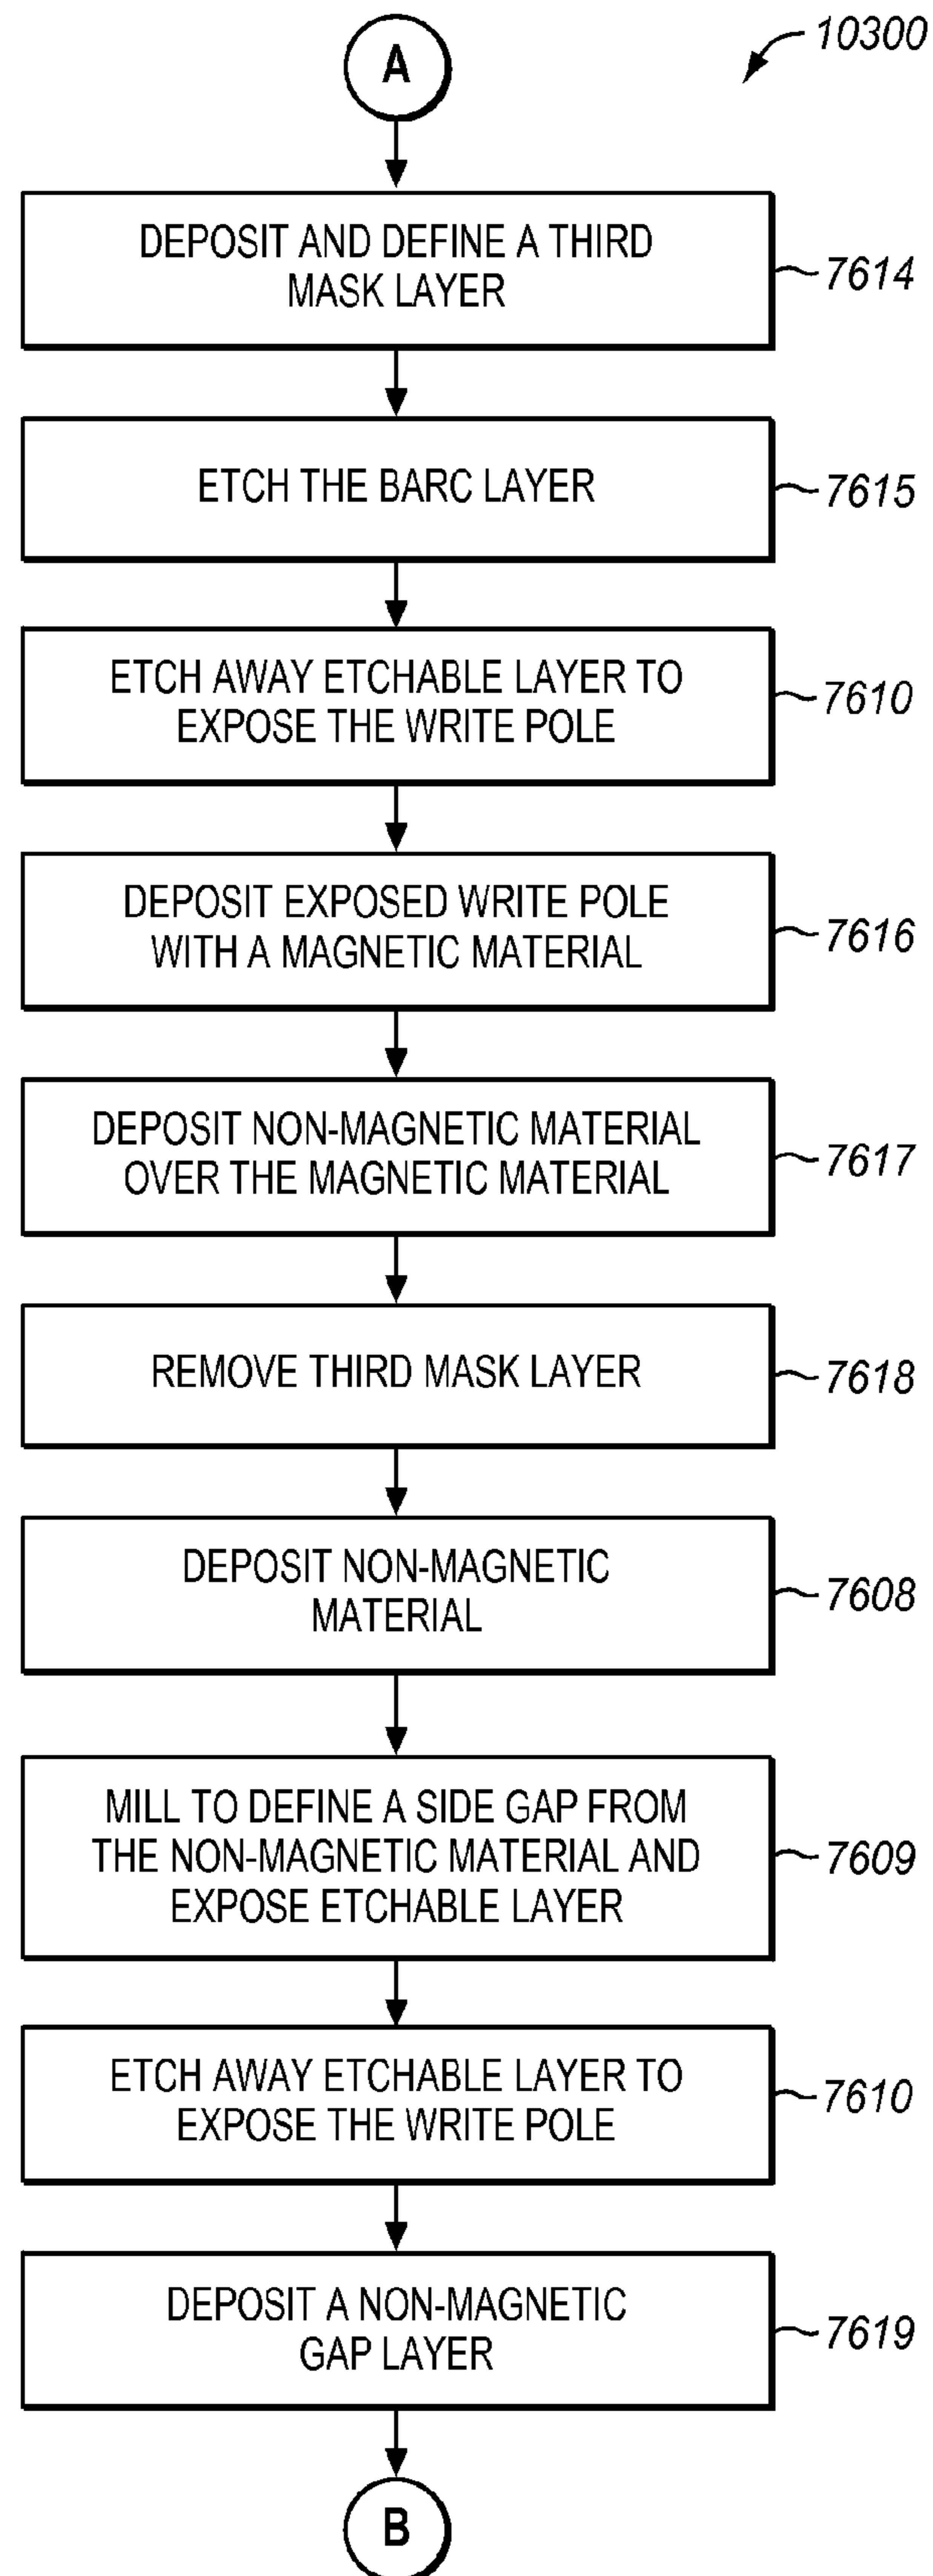 A
10300
DEPOSIT AND DEFINE A THIRD
MASK LAYER
7614
ETCH THE BARC LAYER
7615
ETCH AWAY ETCHABLE LAYER TO
EXPOSE THE WRITE POLE
7610
DEPOSIT EXPOSED WRITE POLE
WITH A MAGNETIC MATERIAL
7616
DEPOSIT NON-MAGNETIC MATERIAL
OVER THE MAGNETIC MATERIAL
7617
REMOVE THIRD MASK LAYER
7618
DEPOSIT NON-MAGNETIC
MATERIAL
7608
MILL TO DEFINE A SIDE GAP FROM
THE NON-MAGNETIC MATERIAL AND
EXPOSE ETCHABLE LAYER
7609
ETCH AWAY ETCHABLE LAYER TO
EXPOSE THE WRITE POLE
7610
DEPOSIT A NON-MAGNETIC
GAP LAYER
7619
B